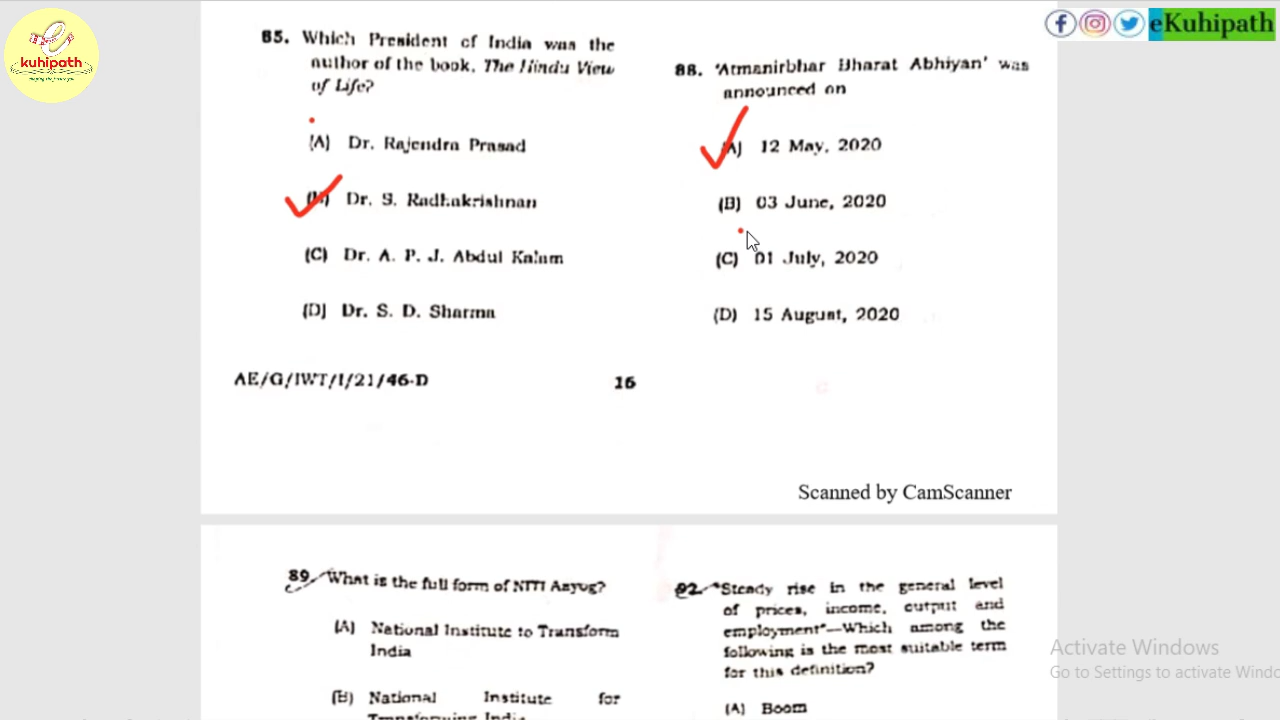 kuhipath
eKuhipath
85. Which President of India was the
author of the book, The Hindu View
of Life?
(A) Dr. Rajendra Prasad
(B) Dr. S. Radhakrishnan
(C) Dr. A. P. J. Abdul Kalam
(D) Dr. S. D. Sharma
AE/G/IWT/I/21/46-D
16
88. 'Atmanirbhar Bharat Abhiyan' was
announced on
(A) 12 May, 2020
(B) 03 June, 2020
(C) 01 July, 2020
(D) 15 August, 2020
Scanned by CamScanner
89. What is the full form of NITI Aayog?
(A) National Institute to Transform
India
(B) National Institute for
Transforming India
92. "Steady rise in the general level
of prices, income, output and
employment"—Which among the
following is the most suitable term
for this definition?
(A) Boom
Activate Windows
Go to Settings to activate Windo